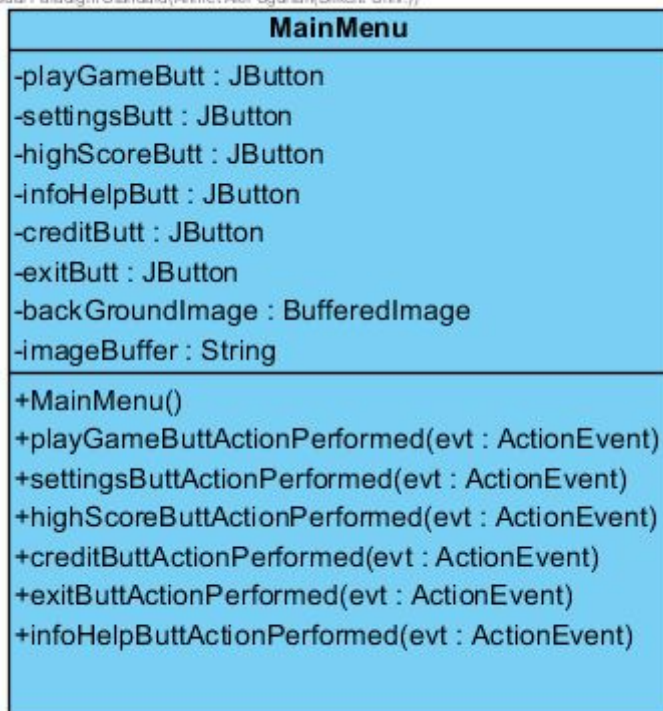 MainMenu
-playGameButt : JButton
-settingsButt : JButton
-highScoreButt : JButton
-infoHelpButt : JButton
-creditButt : JButton
-exitButt : JButton
-backGroundImage : BufferedImage
-imageBuffer : String
+MainMenu()
+playGameButtActionPerformed(evt : ActionEvent)
+settingsButtActionPerformed(evt : ActionEvent)
+highScoreButtActionPerformed(evt : ActionEvent)
+creditButtActionPerformed(evt : ActionEvent)
+exitButtActionPerformed(evt : ActionEvent)
+infoHelpButtActionPerformed(evt : ActionEvent)